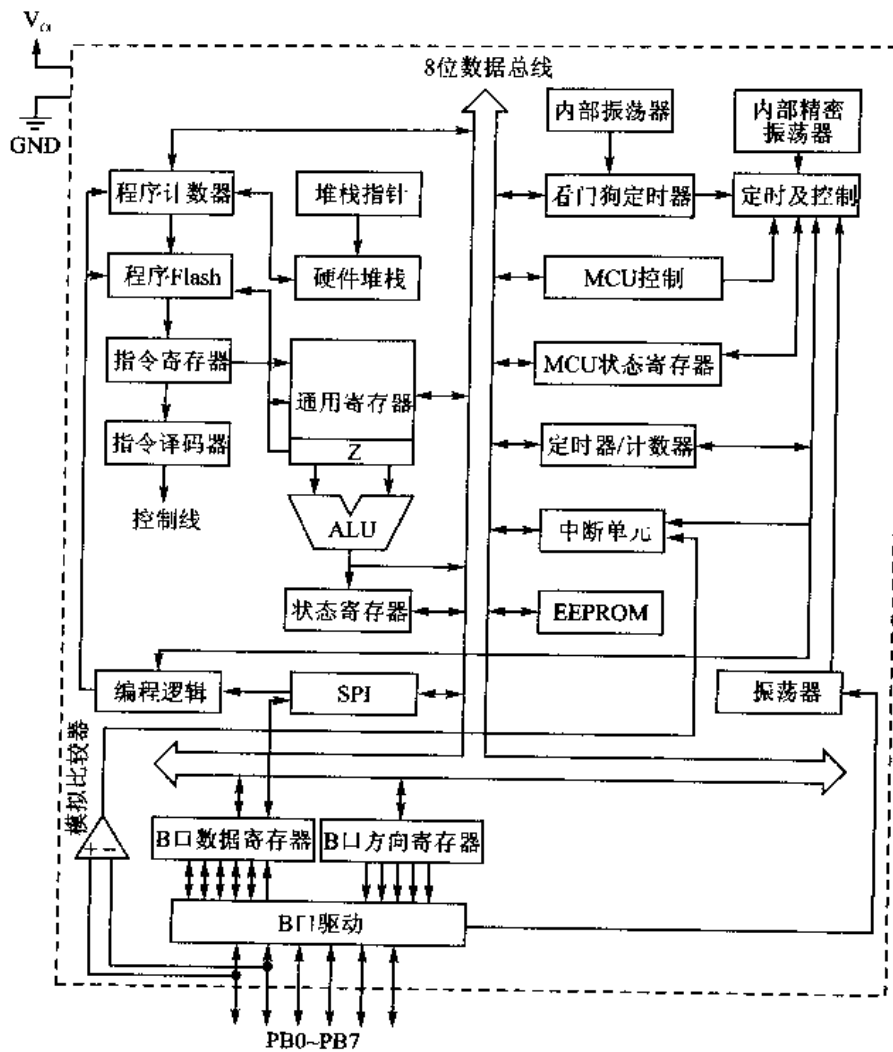 8位数据总线
GND
内部振荡器
内部精密
振荡器
程序计数器
堆栈指针
看门狗定时器
定时及控制
程序Flash
硬件堆栈
MCU控制
指令寄存器
通用寄存器
MCU状态寄存器
指令译码器
Z
定时器/计数器
控制线
ALU
中断单元
状态寄存器
EEPROM
编程逻辑
SPI
振荡器
模拟比较器
B口数据寄存器
B口方向寄存器
+ -
B口驱动
PB0~PB7